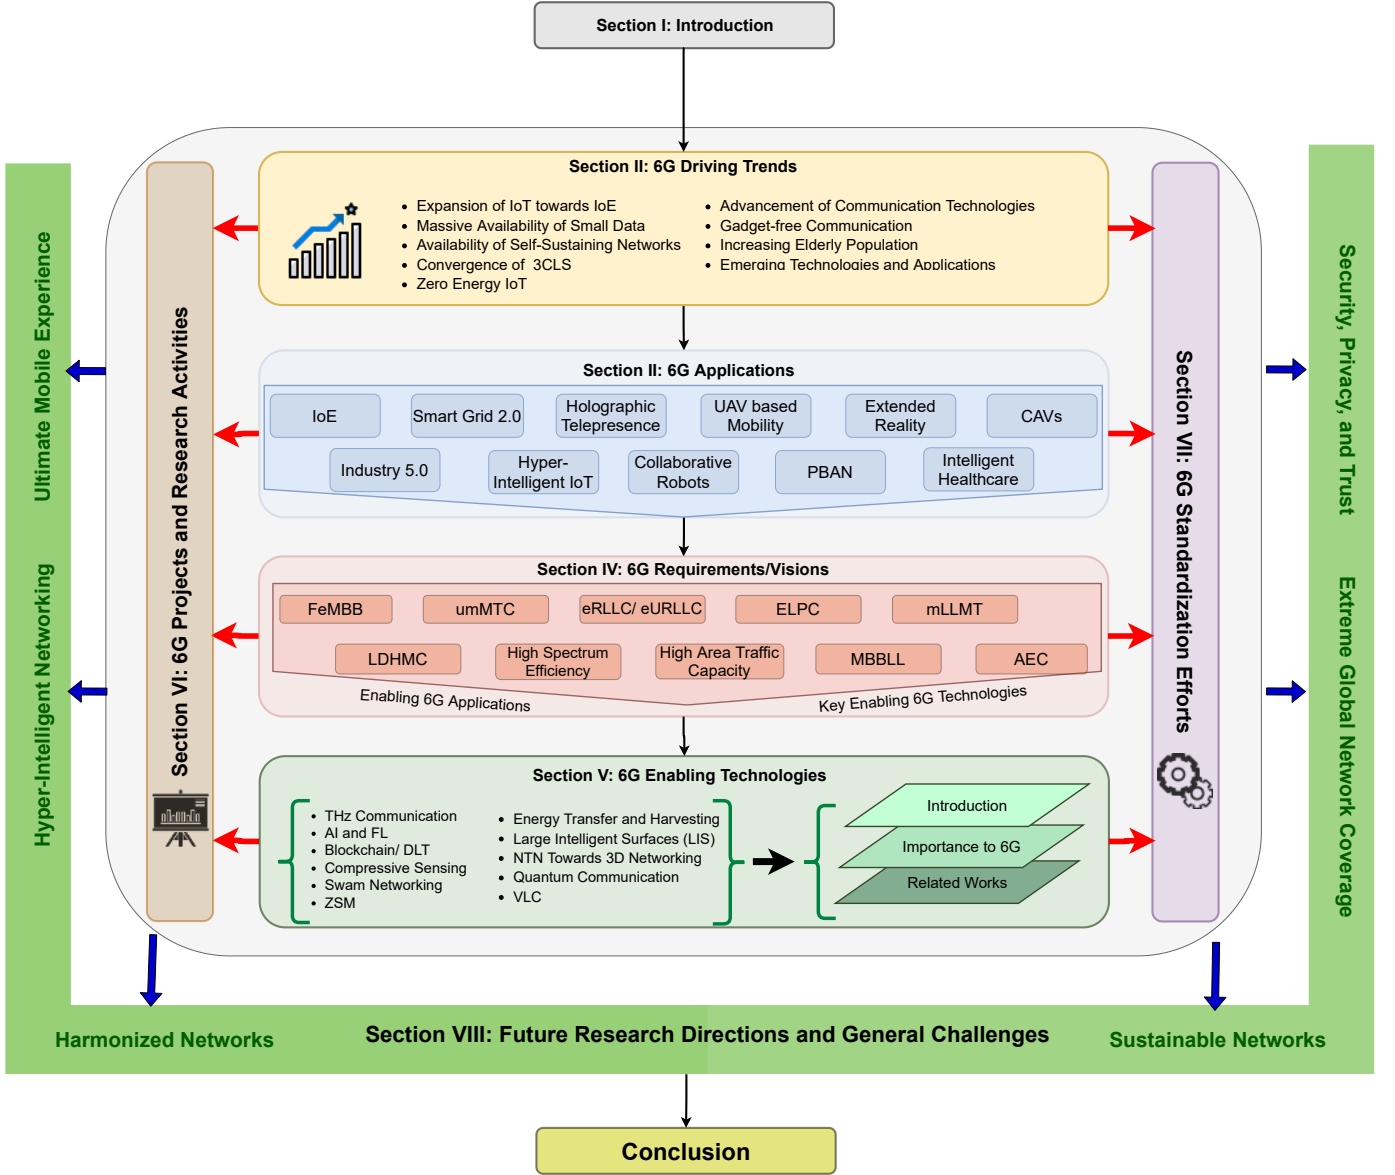 Section I: Introduction
Section II: 6G Driving Trends
Expansion of IoT towards IoE
Massive Availability of Small Data
Availability of Self-Sustaining Networks
Convergence of 3CLS
Zero Energy IoT
Advancement of Communication Technologies
Gadget-free Communication
Increasing Elderly Population
Emerging Technologies and Applications
Section II: 6G Applications
IoE
Smart Grid 2.0
Holographic
Telepresence
UAV based
Mobility
Extended
Reality
CAVs
Industry 5.0
Hyper-
Intelligent IoT
Collaborative
Robots
PBAN
Intelligent
Healthcare
Section IV: 6G Requirements/Visions
FeMBB
umMTC
eRLLC/ eURLLC
ELPC
mLLMT
LDHMC
High Spectrum
Efficiency
High Area Traffic
Capacity
MBBLL
AEC
Enabling 6G Applications
Key Enabling 6G Technologies
Section V: 6G Enabling Technologies
THz Communication
AI and FL
Blockchain/ DLT
Compressive Sensing
Swam Networking
ZSM
Energy Transfer and Harvesting
Large Intelligent Surfaces (LIS)
NTN Towards 3D Networking
Quantum Communication
VLC
Introduction
Importance to 6G
Related Works
Section VI: 6G Projects and Research Activities
Section VII: 6G Standardization Efforts
Ultimate Mobile Experience
Hyper-Intelligent Networking
Security, Privacy, and Trust
Extreme Global Network Coverage
Harmonized Networks
Section VIII: Future Research Directions and General Challenges
Sustainable Networks
Conclusion